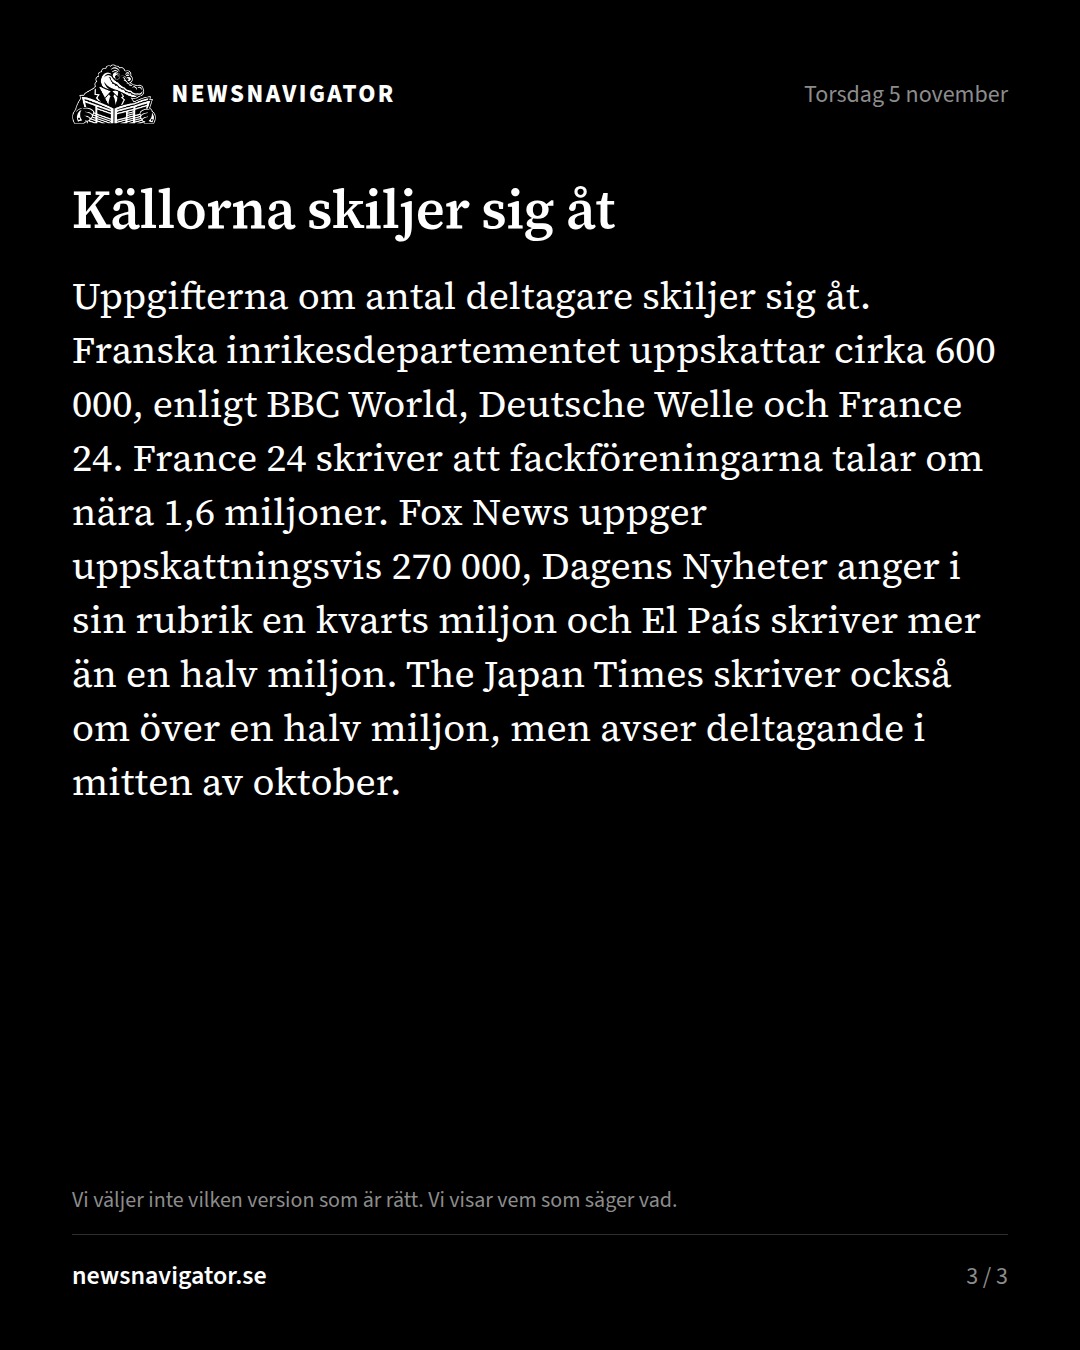 NEWSNAVIGATOR
Torsdag 5 november
Källorna skiljer sig åt
Uppgifterna om antal deltagare skiljer sig åt.
Franska inrikesdepartementet uppskattar cirka 600
000, enligt BBC World, Deutsche Welle och France
24. France 24 skriver att fackföreningarna talar om
nära 1,6 miljoner. Fox News uppger
uppskattningsvis 270 000, Dagens Nyheter anger i
sin rubrik en kvarts miljon och El País skriver mer
än en halv miljon. The Japan Times skriver också
om över en halv miljon, men avser deltagande i
mitten av oktober.
Vi väljer inte vilken version som är rätt. Vi visar vem som säger vad.
newsnavigator.se
3 / 3